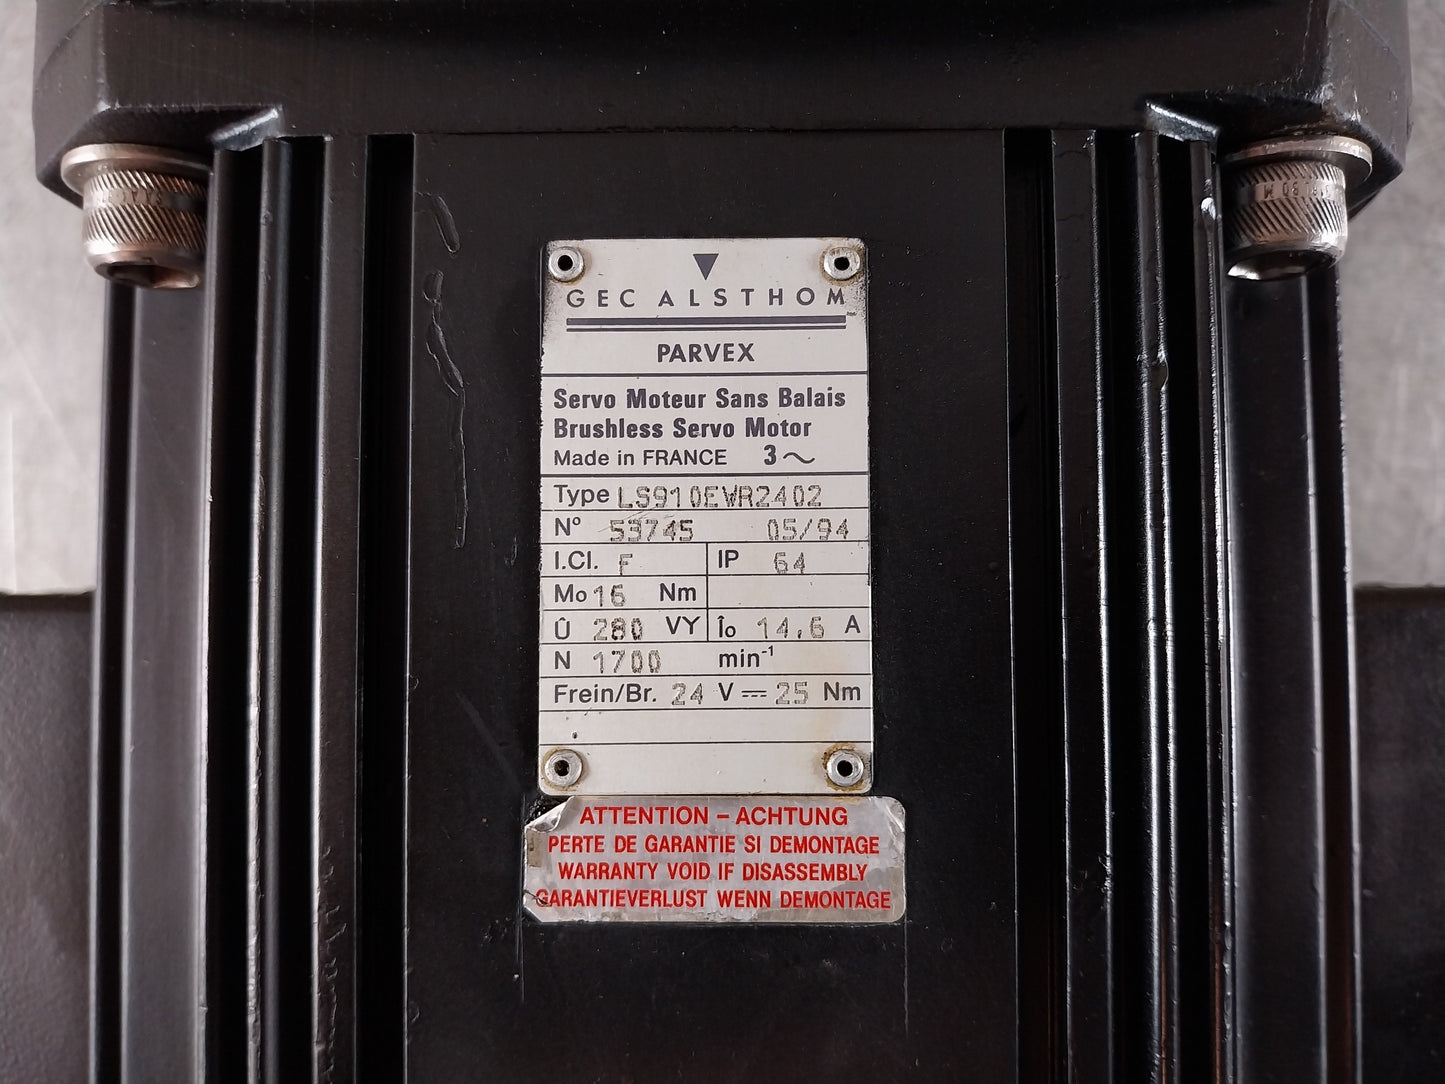 GEC ALSTHOM
PARVEX
Servo Moteur Sans Balais
Brushless Servo Motor
Made in FRANCE 3~
Type LS910EWR2402
N° 53745 05/94
I.Cl. F IP 64
Mo 16 Nm
Û 280 VY Îo 14,6 A
N 1700 min⁻¹
Frein/Br. 24 V ⎓ 25 Nm
ATTENTION – ACHTUNG
PERTE DE GARANTIE SI DEMONTAGE
WARRANTY VOID IF DISASSEMBLY
GARANTIEVERLUST WENN DEMONTAGE